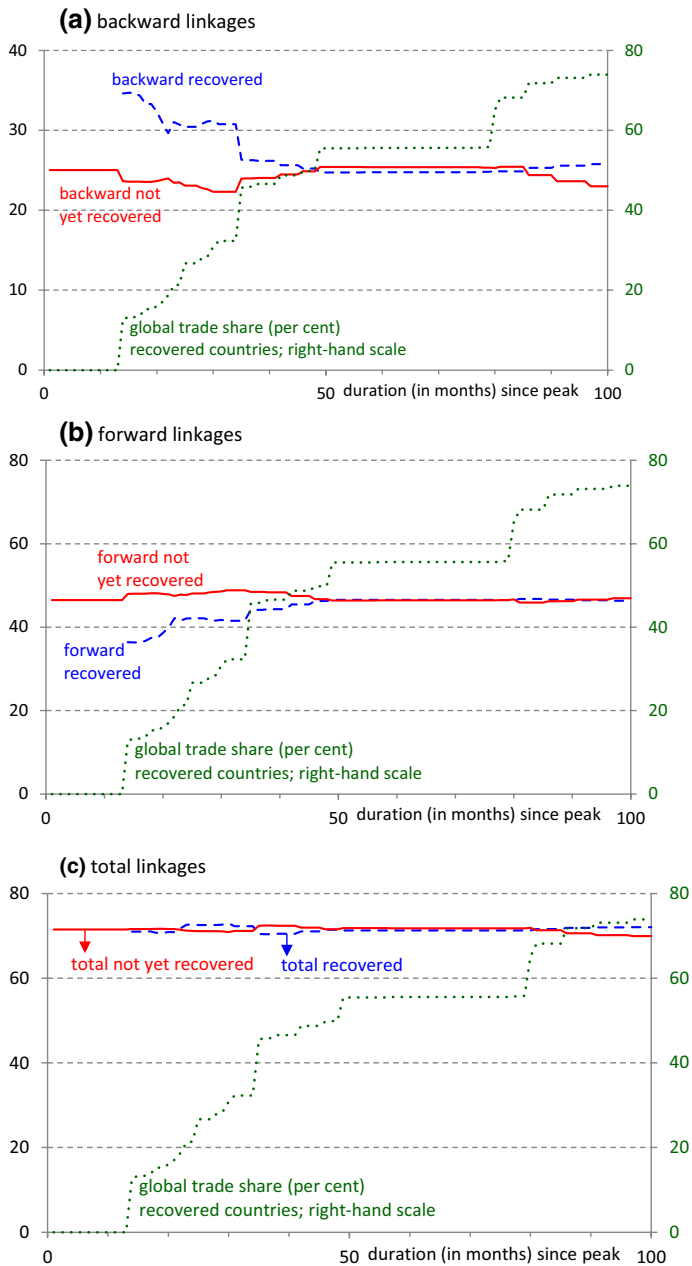 (a) backward linkages
40
80
backward recovered
30
60
backward not
yet recovered
20
40
10
20
global trade share (per cent)
recovered countries; right-hand scale
0
0
0
50
duration (in months) since peak
100
(b) forward linkages
80
80
forward not
yet recovered
60
60
40
40
forward
recovered
20
20
global trade share (per cent)
recovered countries; right-hand scale
0
0
0
50
duration (in months) since peak
100
(c) total linkages
80
80
total not yet recovered
total recovered
60
60
40
40
20
20
global trade share (per cent)
recovered countries; right-hand scale
0
0
0
50
duration (in months) since peak
100